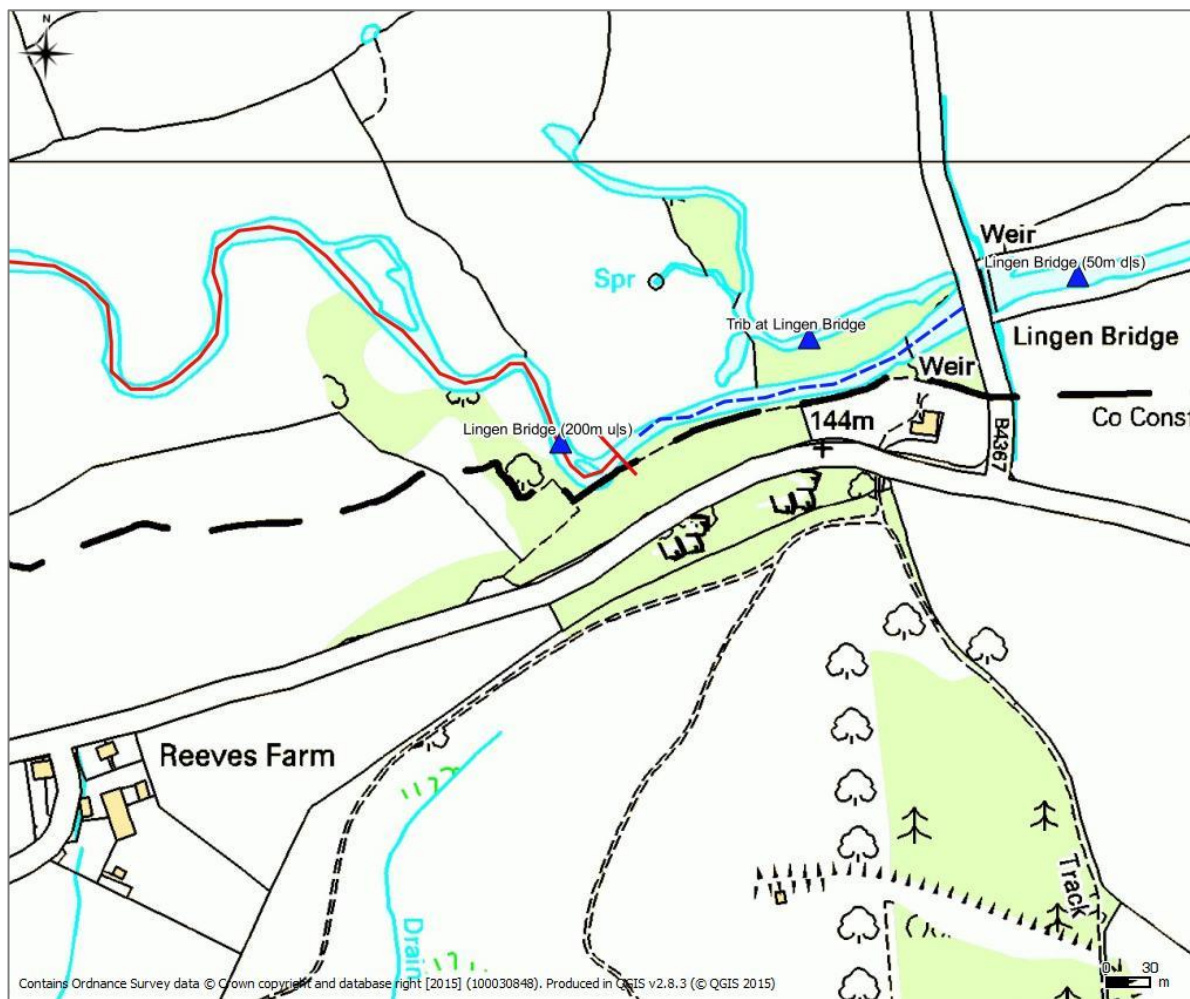 N
Weir
Lingen Bridge (50m d|s)
Spr
Trib at Lingen Bridge
Lingen Bridge
Weir
144m
Co Const
Lingen Bridge (200m u|s)
B4367
Reeves Farm
Track
Drain
0 30
m
Contains Ordnance Survey data © Crown copyright and database right [2015] (100030848). Produced in QGIS v2.8.3 (© QGIS 2015)